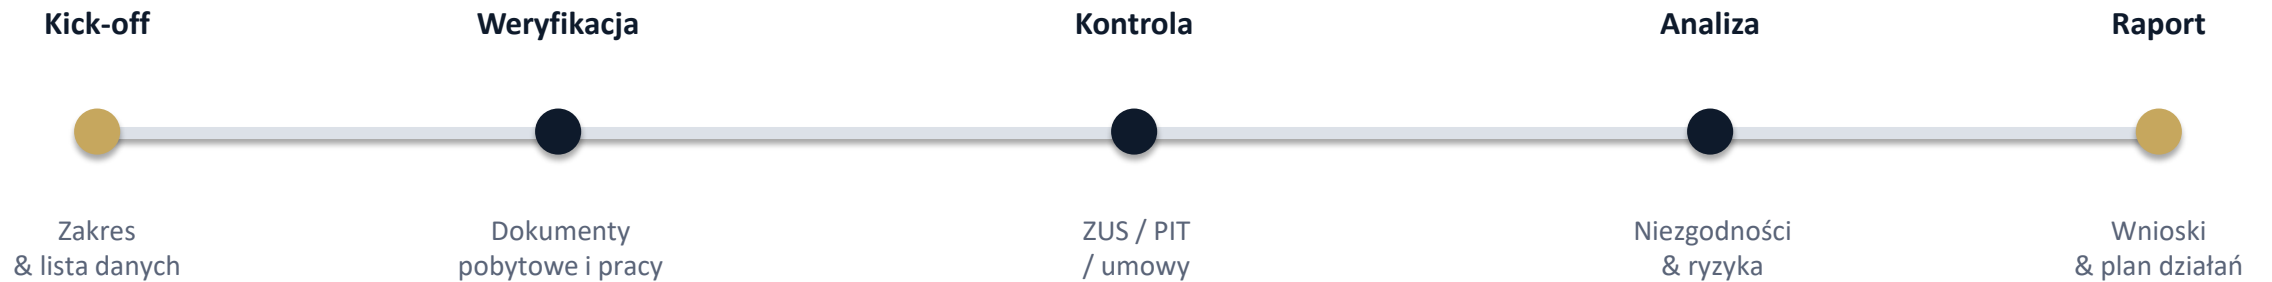 Kick-off
Weryfikacja
Kontrola
Analiza
Raport
Zakres
& lista danych
Dokumenty
pobytowe i pracy
ZUS / PIT
/ umowy
Niezgodności
& ryzyka
Wnioski
& plan działań